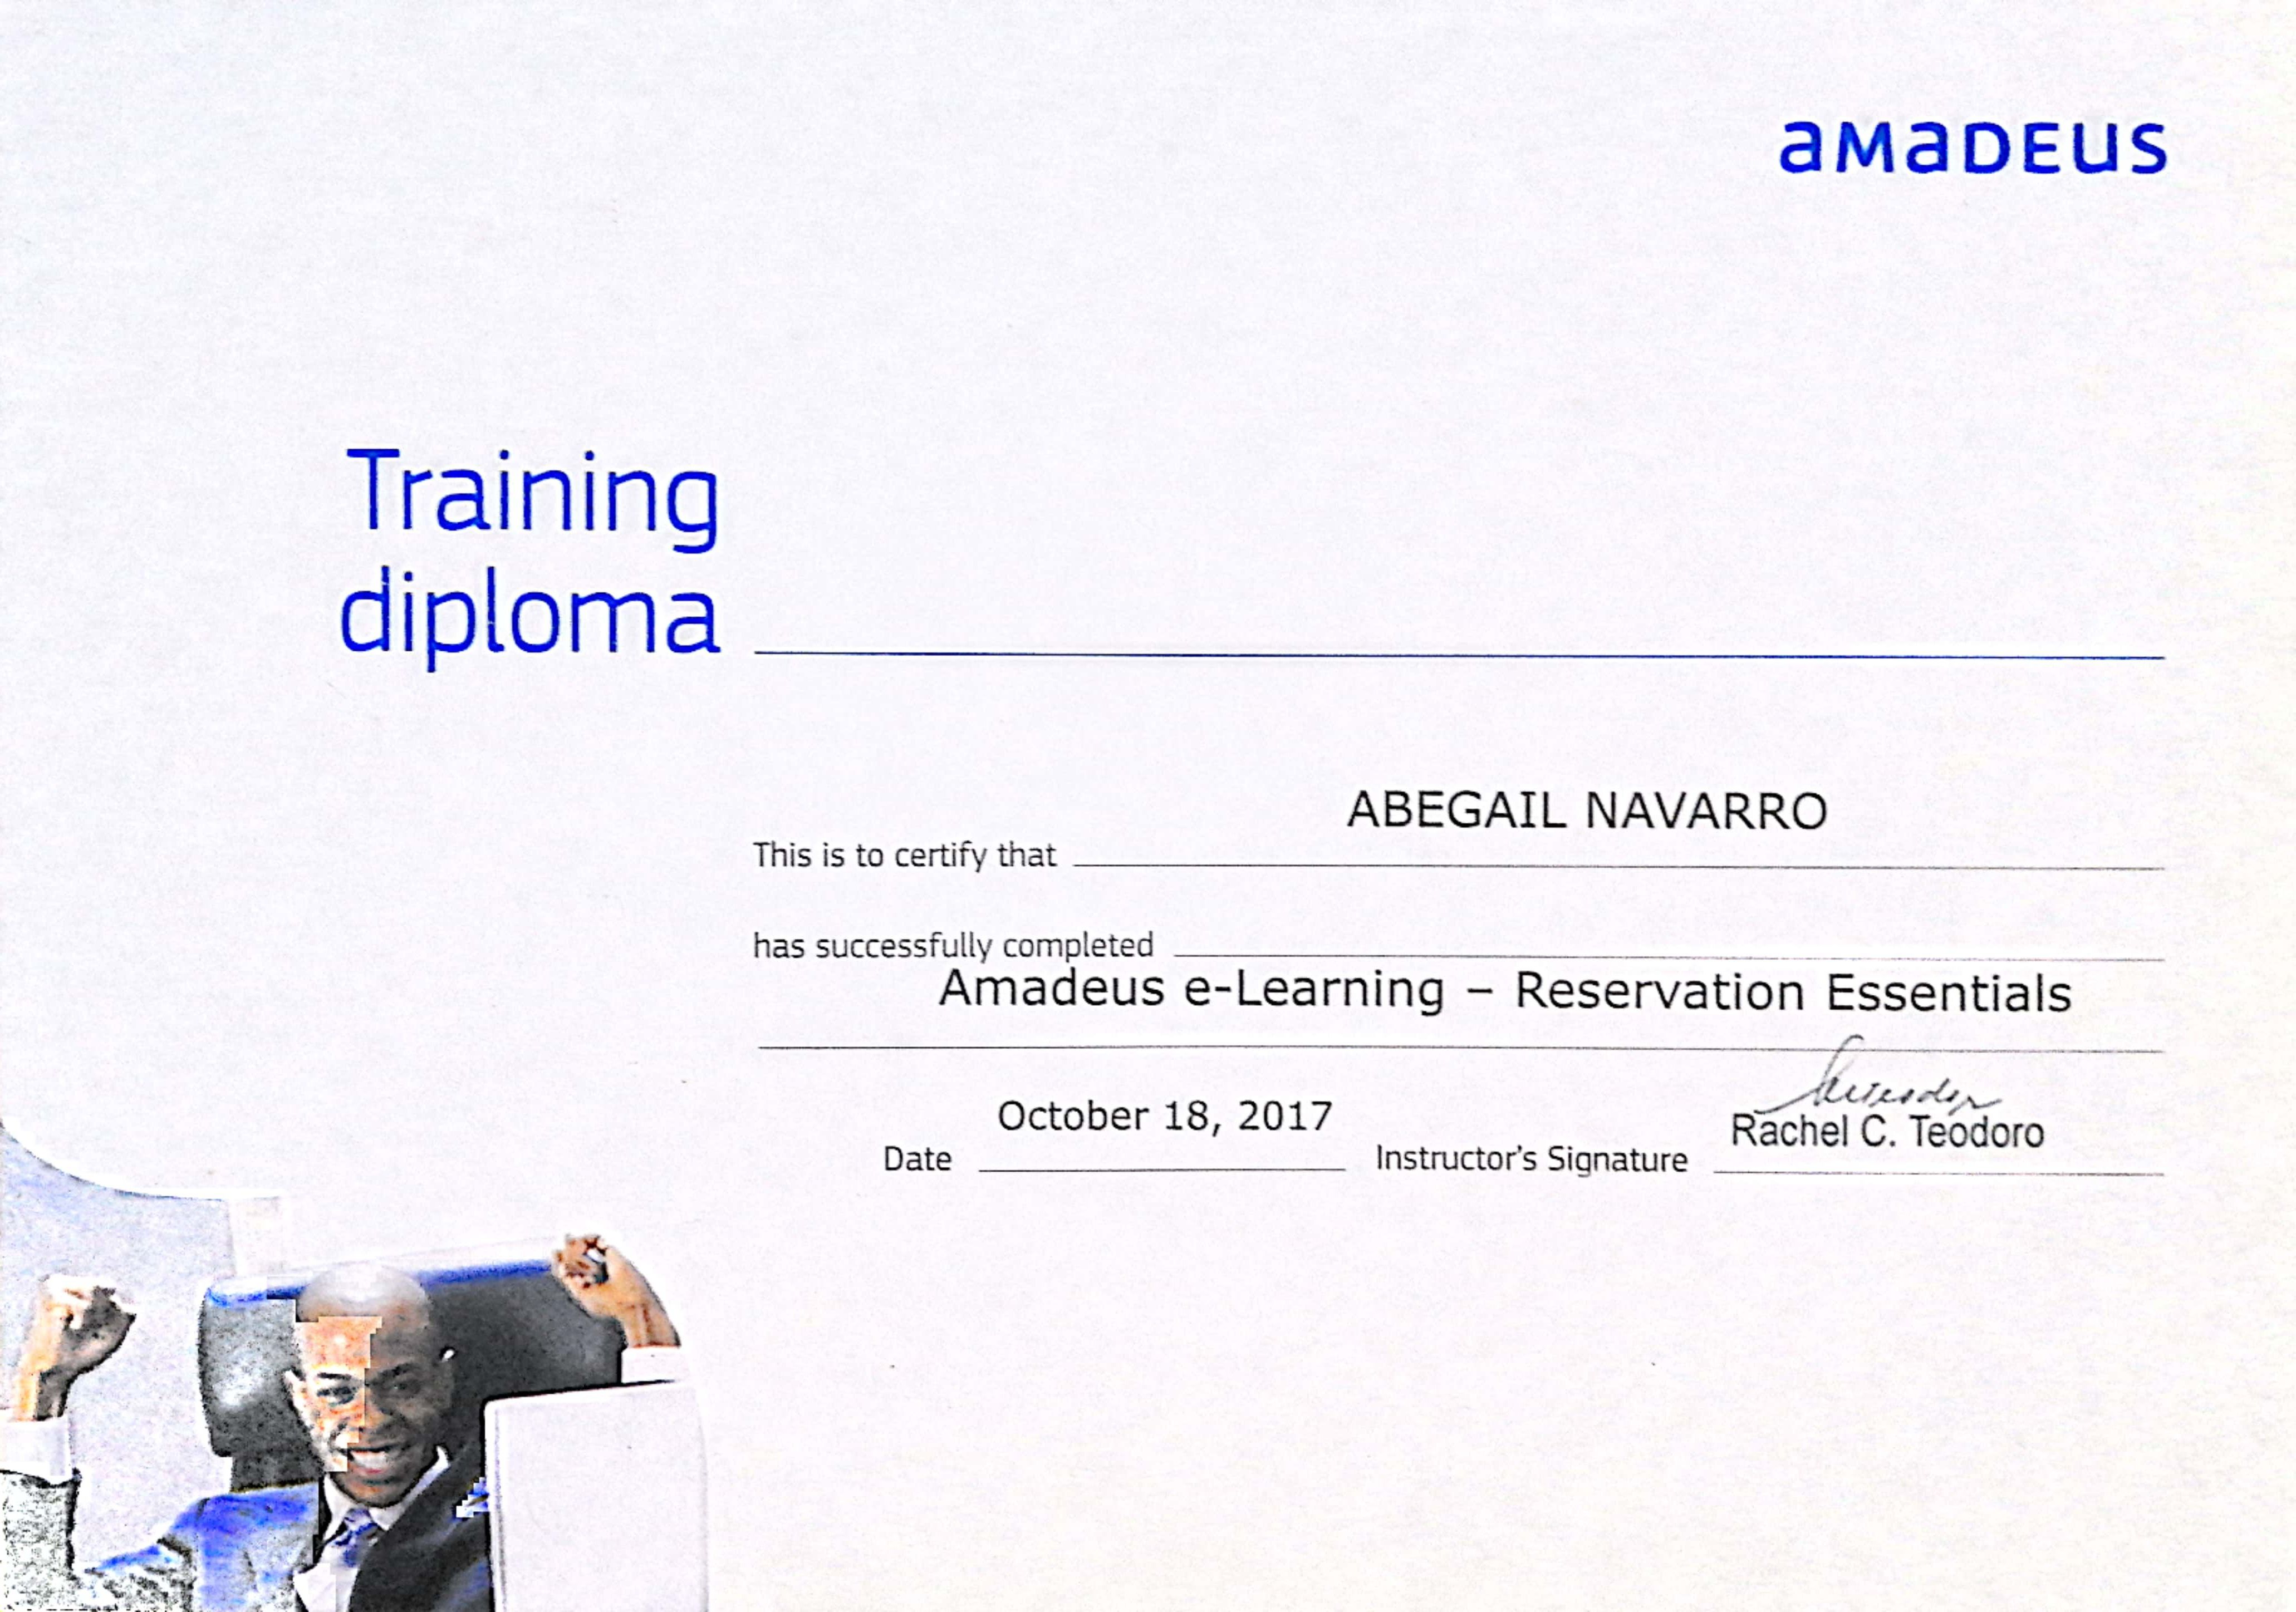 aMaDEUS
Training
diploma
ABEGAIL NAVARRO
This is to certify that
has successfully completed
Amadeus e-Learning – Reservation Essentials
October 18, 2017
Rachel C. Teodoro
Date
Instructor's Signature